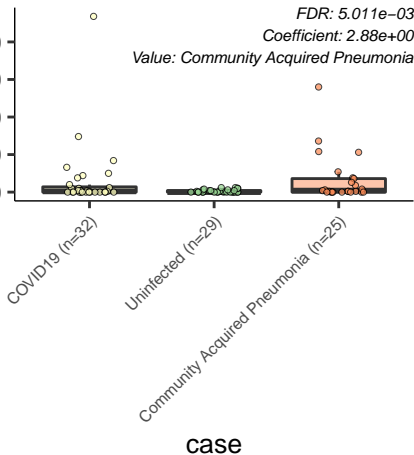 FDR: 5.011e−03
Coefficient: 2.88e+00
Value: Community Acquired Pneumonia
COVID19 (n=32)
Uninfected (n=29)
Community Acquired Pneumonia (n=25)
case